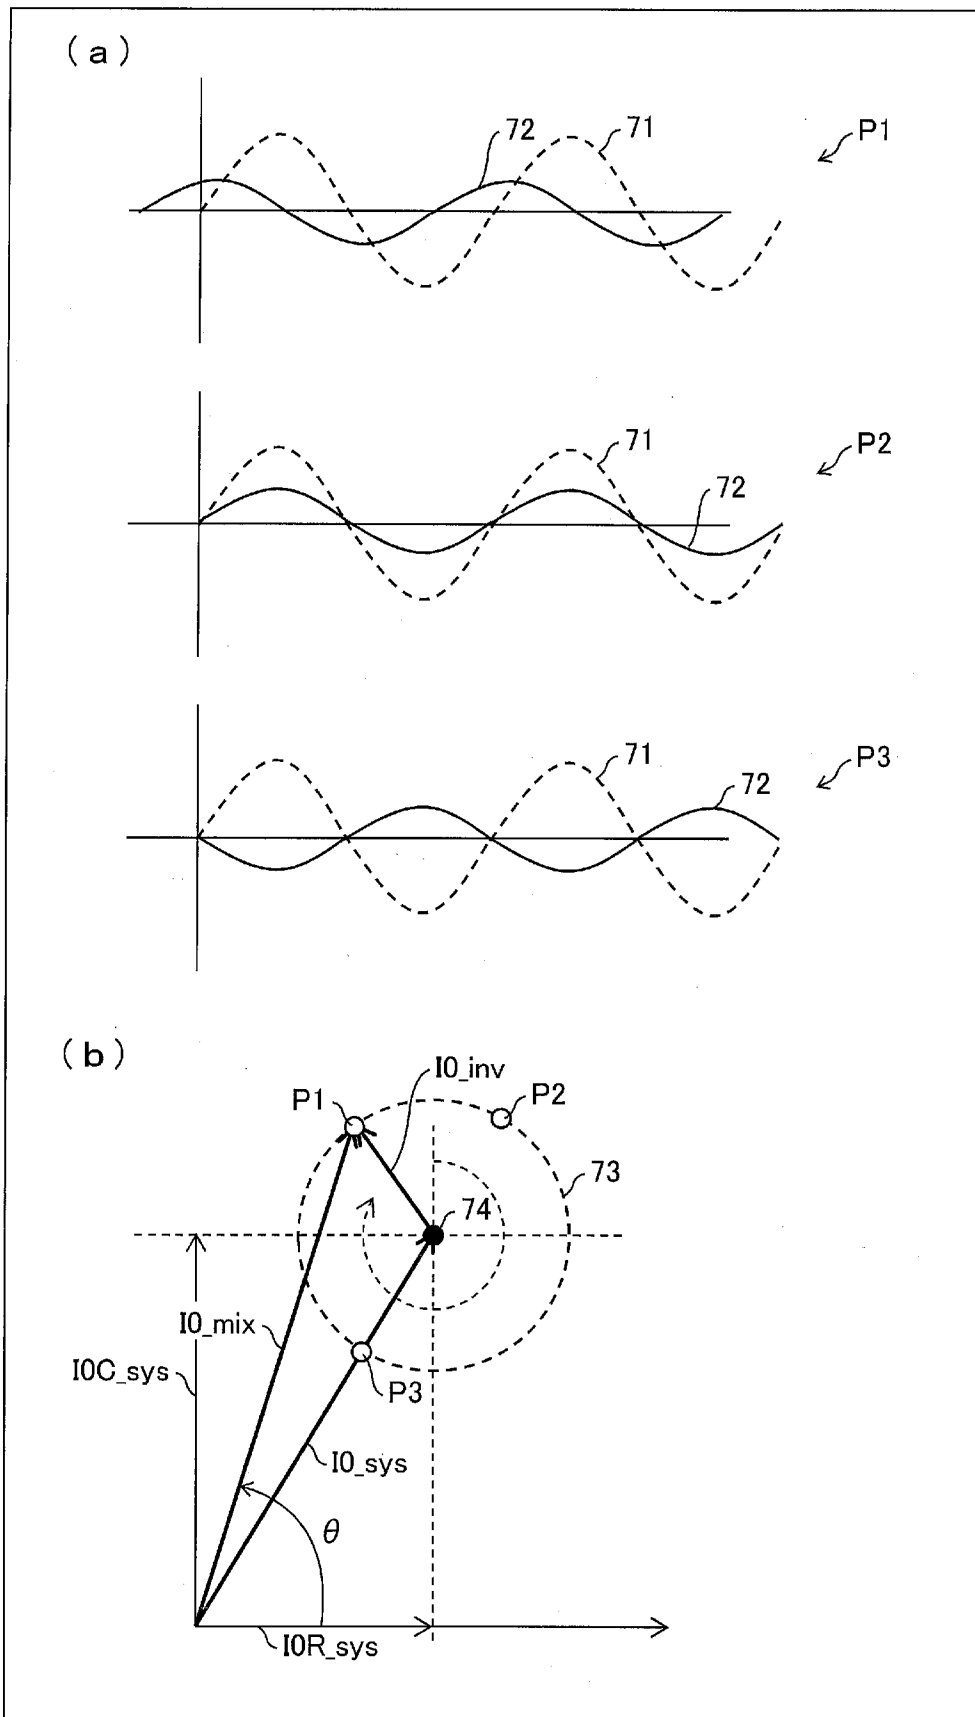 (a)
72
71
P1
71
P2
72
71
P3
72
(b)
I0_inv
P1
P2
73
74
I0_mix
I0C_sys
P3
I0_sys
θ
I0R_sys